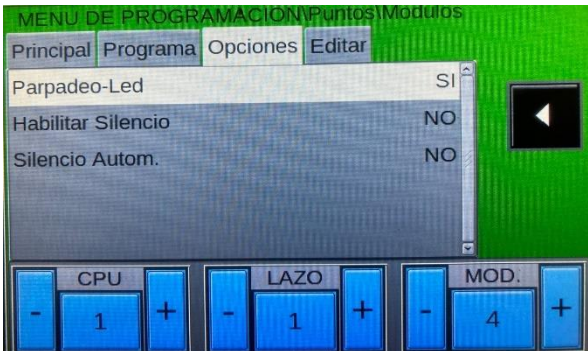 MENU DE PROGRAMACIÓN\Puntos\Modulos
Principal Programa Opciones Editar
Parpadeo-Led SI
Habilitar Silencio NO
Silencio Autom. NO
CPU LAZO MOD.
- 1 + - 1 + - 4 +